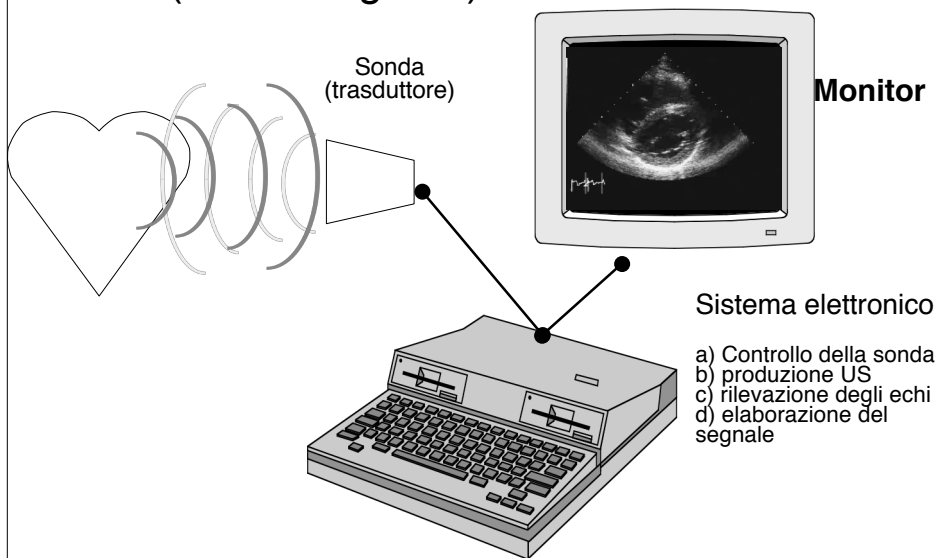 Sonda
(trasduttore)
Monitor
Sistema elettronico
a) Controllo della sonda
b) produzione US
c) rilevazione degli echi
d) elaborazione del
segnale